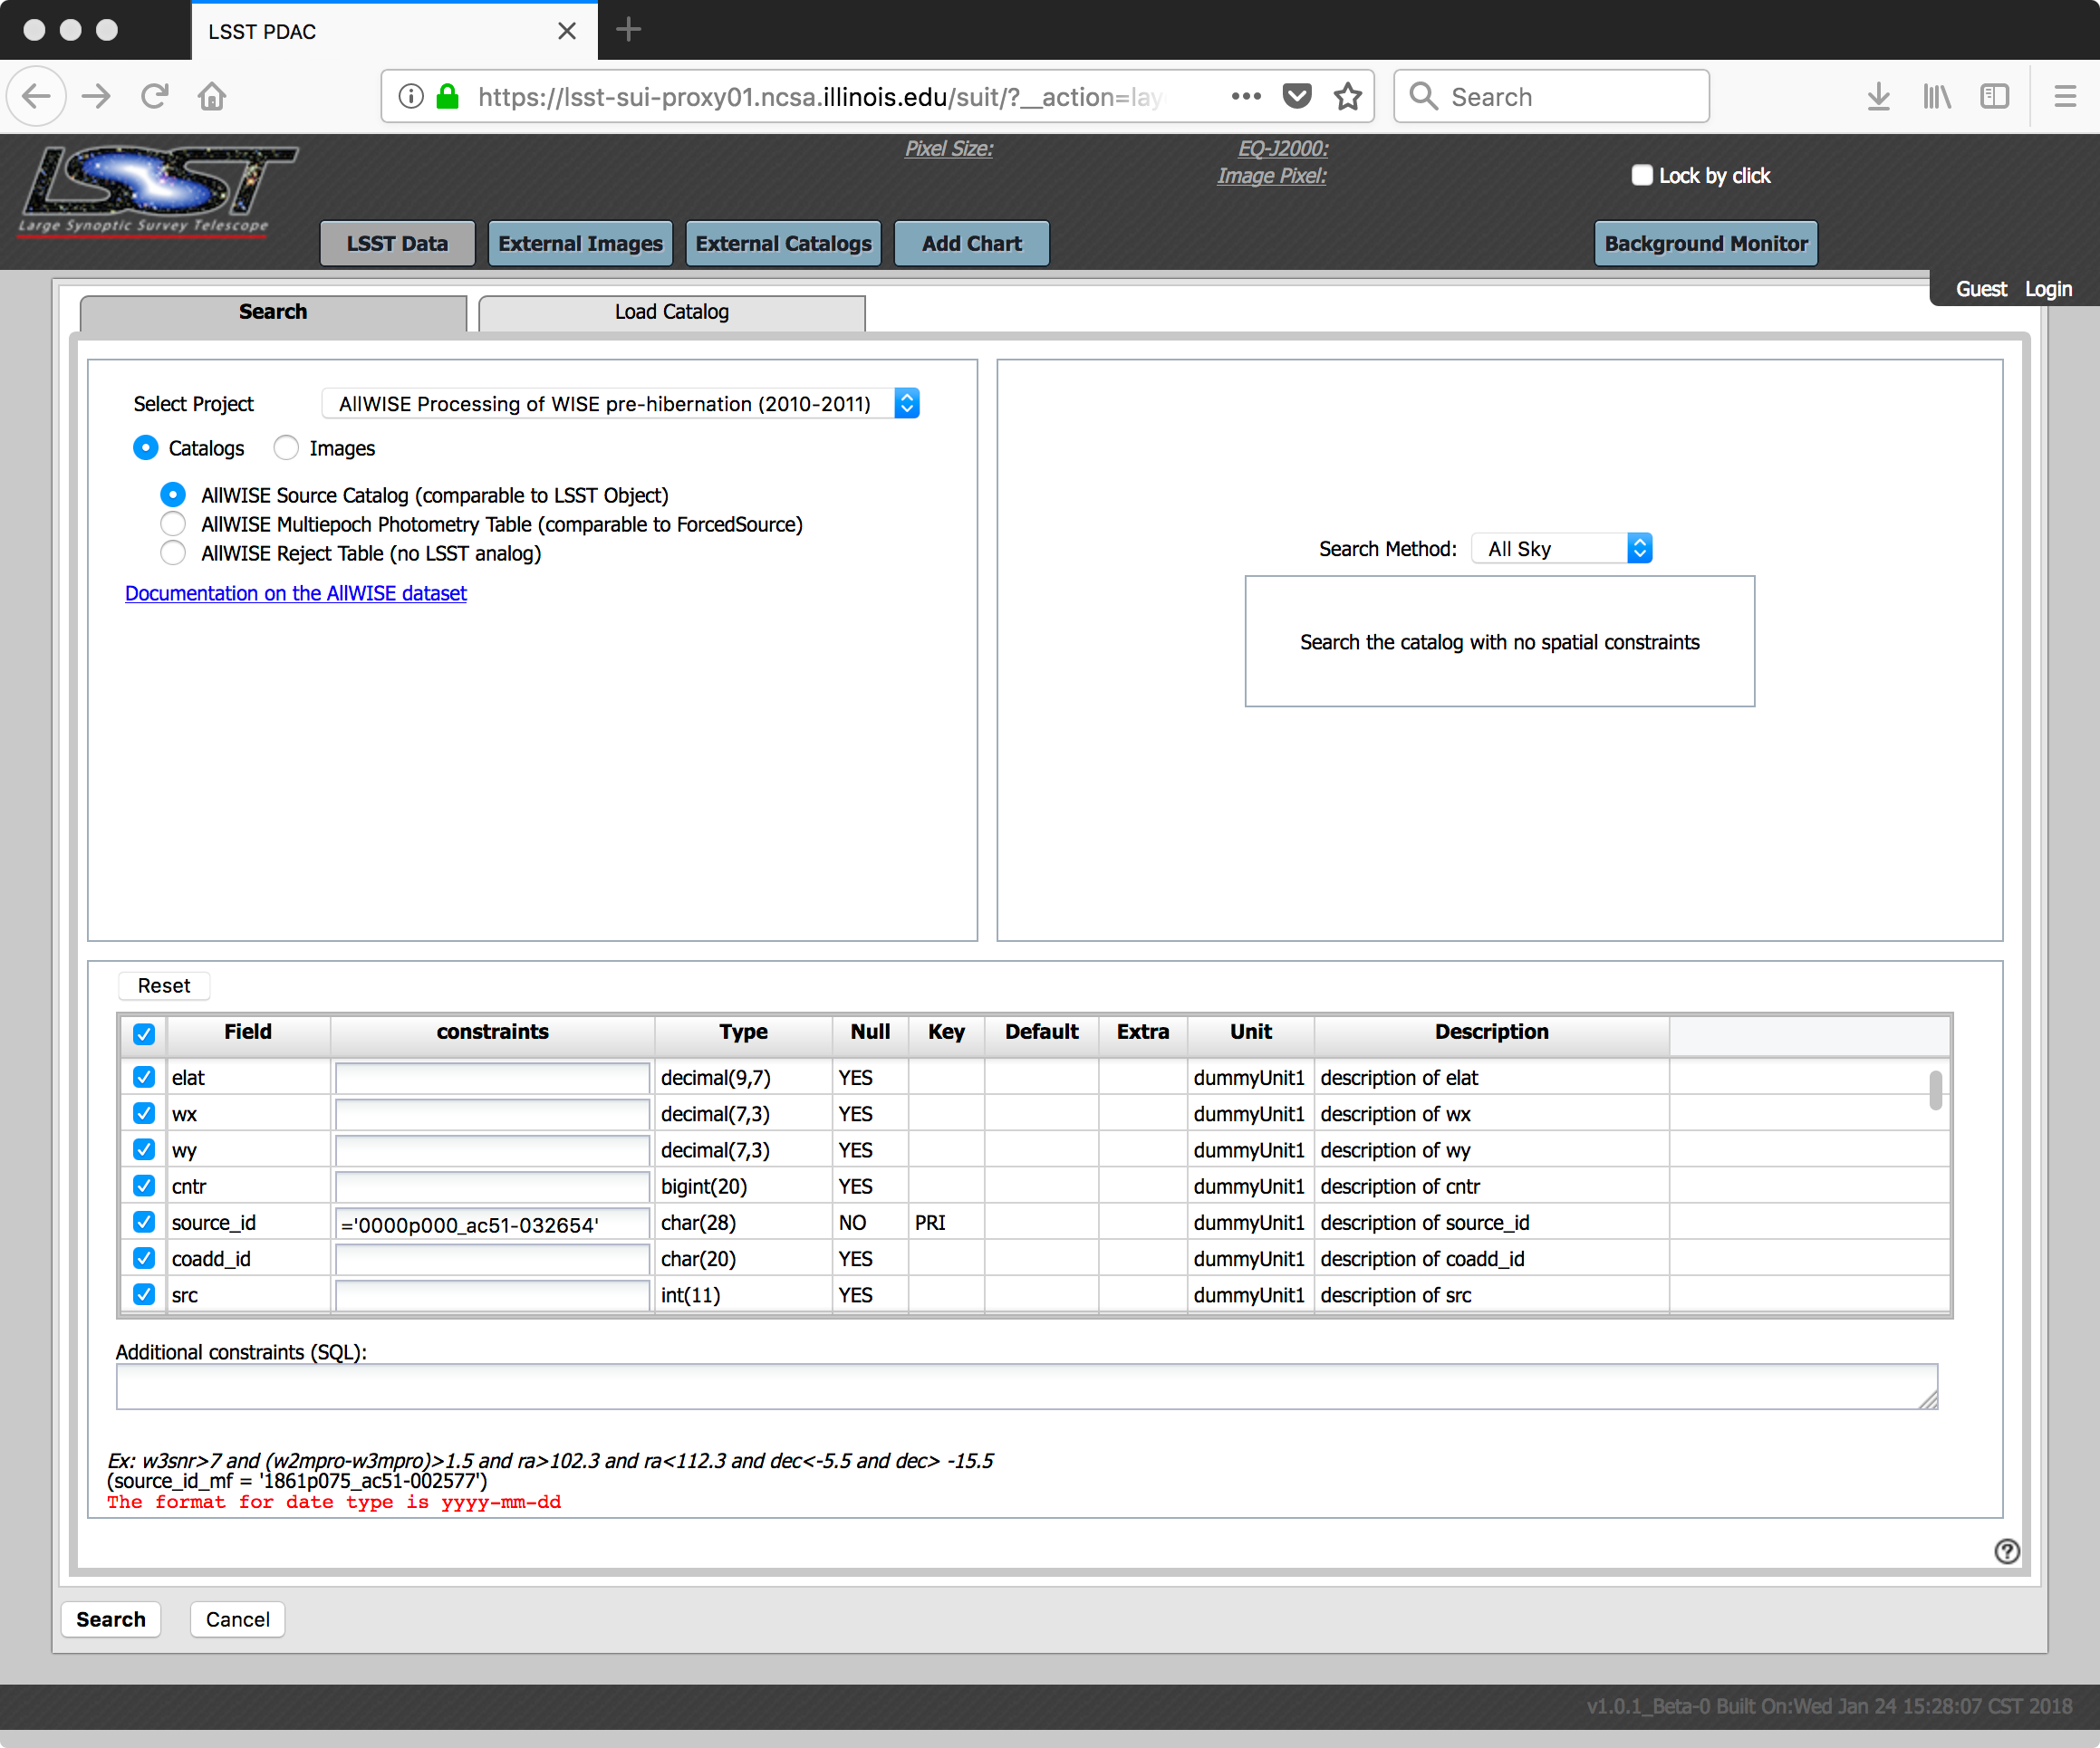 LSST PDAC
https://lsst-sui-proxy01.ncsa.illinois.edu/suit/?__action=lay
Search
LSST
Large Synoptic Survey Telescope
Pixel Size:
EQ-J2000:
Image Pixel:
Lock by click
LSST Data
External Images
External Catalogs
Add Chart
Background Monitor
Guest Login
Search
Load Catalog
Select Project
AllWISE Processing of WISE pre-hibernation (2010-2011)
Catalogs
Images
AllWISE Source Catalog (comparable to LSST Object)
AllWISE Multiepoch Photometry Table (comparable to ForcedSource)
AllWISE Reject Table (no LSST analog)
Documentation on the AllWISE dataset
Search Method:
All Sky
Search the catalog with no spatial constraints
Reset
Field constraints Type Null Key Default Extra Unit Description
elat decimal(9,7) YES dummyUnit1 description of elat
wx decimal(7,3) YES dummyUnit1 description of wx
wy decimal(7,3) YES dummyUnit1 description of wy
cntr bigint(20) YES dummyUnit1 description of cntr
source_id ='0000p000_ac51-032654' char(28) NO PRI dummyUnit1 description of source_id
coadd_id char(20) YES dummyUnit1 description of coadd_id
src int(11) YES dummyUnit1 description of src
Additional constraints (SQL):
Ex: w3snr>7 and (w2mpro-w3mpro)>1.5 and ra>102.3 and ra<112.3 and dec<-5.5 and dec> -15.5
(source_id_mf = '1861p075_ac51-002577')
The format for date type is yyyy-mm-dd
Search
Cancel
v1.0.1_Beta-0 Built On:Wed Jan 24 15:28:07 CST 2018